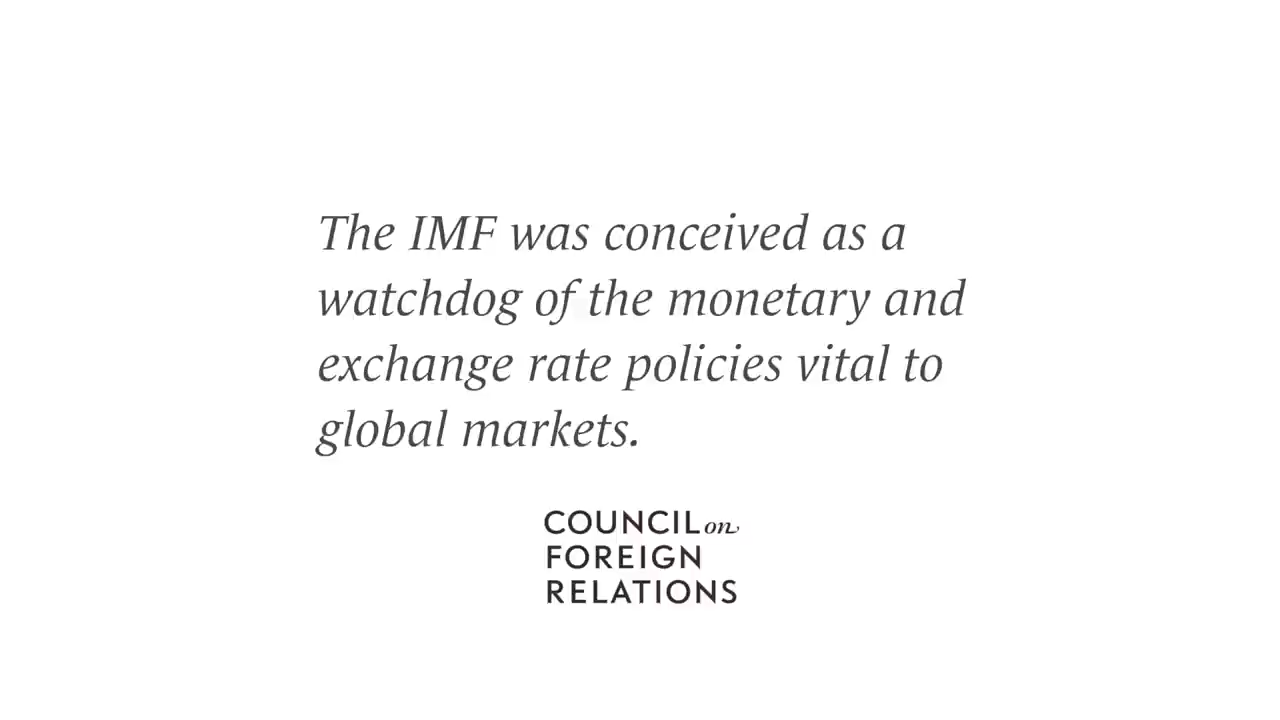 The IMF was conceived as a
watchdog of the monetary and
exchange rate policies vital to
global markets.
COUNCIL on
FOREIGN
RELATIONS